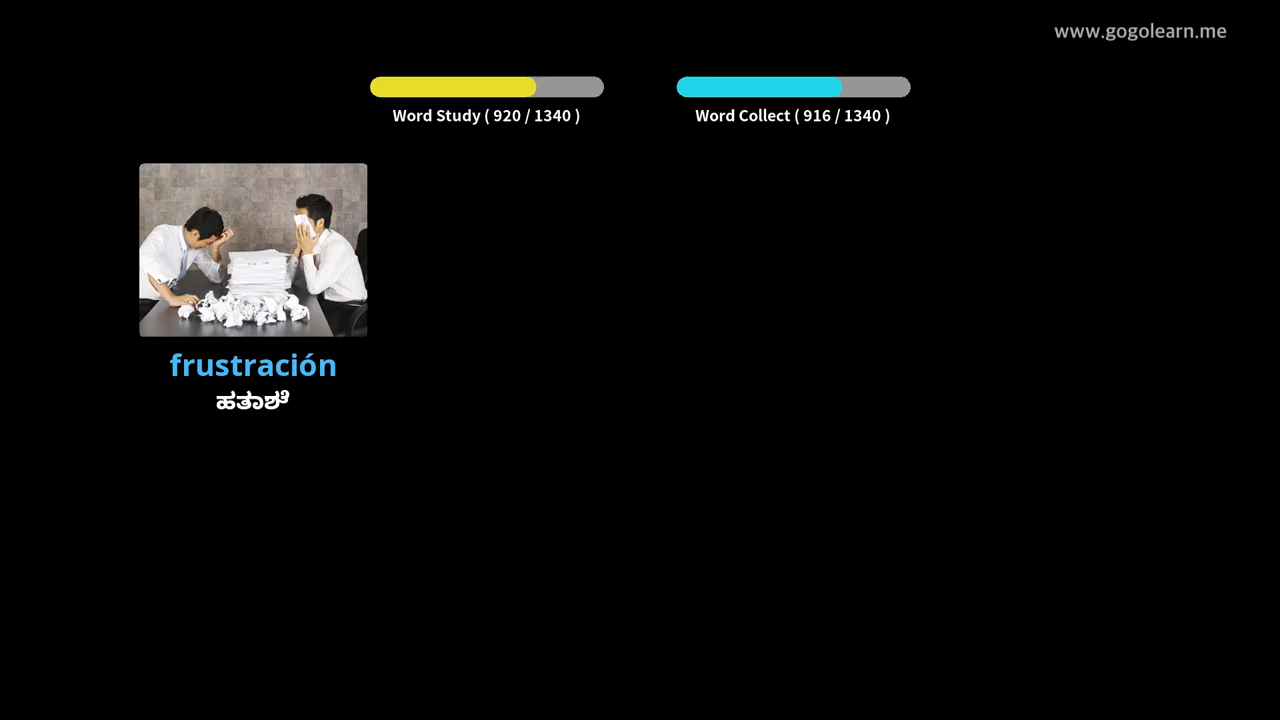 www.gogolearn.me
Word Study ( 920 / 1340 )
Word Collect ( 916 / 1340 )
frustración
ಹತಾಶೆ